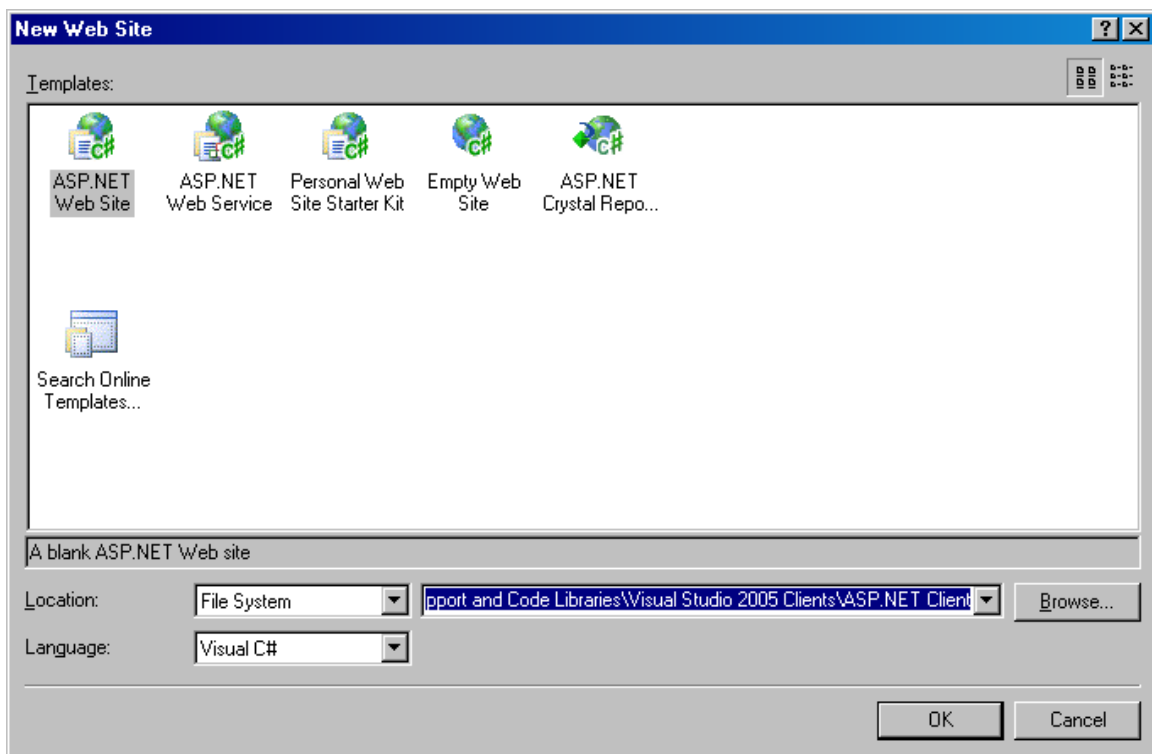 New Web Site
Templates:
ASP.NET
Web Site
ASP.NET
Web Service
Personal Web
Site Starter Kit
Empty Web
Site
ASP.NET
Crystal Repo...
Search Online
Templates...
A blank ASP.NET Web site
Location:
File System
pport and Code Libraries\Visual Studio 2005 Clients\ASP.NET Client
Browse...
Language:
Visual C#
OK
Cancel